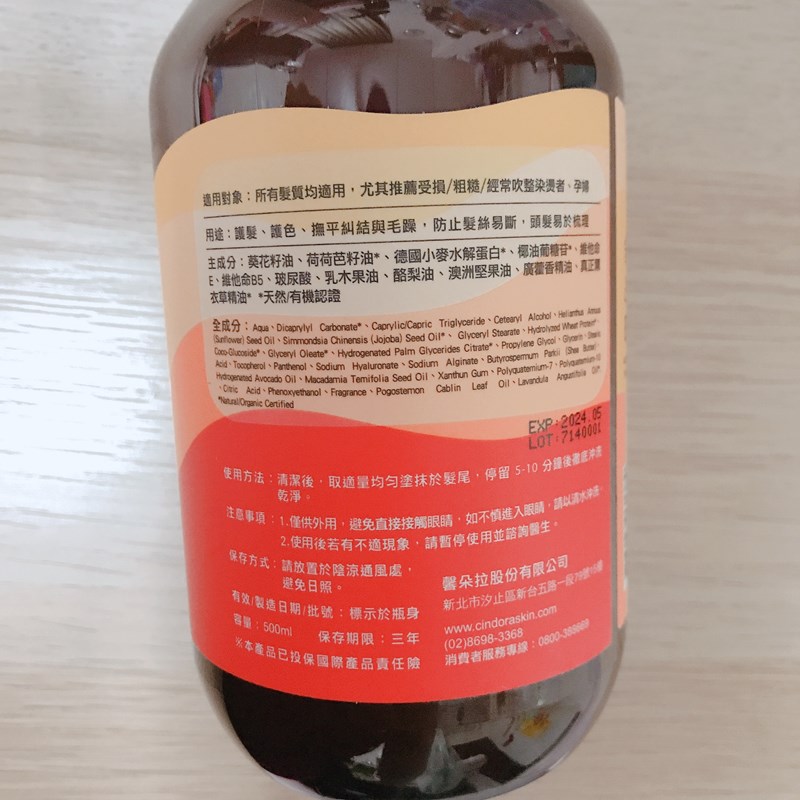 適用對象：所有髮質均適用，尤其推薦受損/粗糙/經常吹整染燙者、孕婦
用途：護髮、護色、撫平糾結與毛躁，防止髮絲易斷，頭髮易於梳理
主成分：葵花籽油、荷荷芭籽油*、德國小麥水解蛋白*、椰油葡糖苷*、維他命
E、維他命B5、玻尿酸、乳木果油、酪梨油、澳洲堅果油、廣藿香精油、真正薰
衣草精油* *天然/有機認證
全成分：Aqua、Dicaprylyl Carbonate*、Caprylic/Capric Triglyceride、Cetearyl Alcohol、Helianthus Annuus
(Sunflower) Seed Oil、Simmondsia Chinensis (Jojoba) Seed Oil*、Glyceryl Stearate、Hydrolyzed Wheat Protein*、
Coco-Glucoside*、Glyceryl Oleate*、Hydrogenated Palm Glycerides Citrate*、Propylene Glycol、Glycerin、Stearic
Acid、Tocopherol、Panthenol、Sodium Hyaluronate、Sodium Alginate、Butyrospermum Parkii (Shea Butter)、
Hydrogenated Avocado Oil、Macadamia Ternifolia Seed Oil、Xanthun Gum、Polyquaternium-7、Polyquaternium-10
、Citric Acid、Phenoxyethanol、Fragrance、Pogostemon Cablin Leaf Oil、Lavandula Angustifolia Oil*
*Natural/Organic Certified
EXP:2024.05
LOT:7140001
使用方法：清潔後，取適量均勻塗抹於髮尾，停留 5-10 分鐘後徹底沖洗
乾淨。
注意事項：1.僅供外用，避免直接接觸眼睛，如不慎進入眼睛，請以清水沖洗。
2.使用後若有不適現象，請暫停使用並諮詢醫生。
保存方式：請放置於陰涼通風處，
避免日照。
有效/製造日期/批號：標示於瓶身
容量：500ml 保存期限：三年
※本產品已投保國際產品責任險
馨朵拉股份有限公司
新北市汐止區新台五路一段79號
www.cindoraskin.com
(02)8698-3368
消費者服務專線：0800-388669